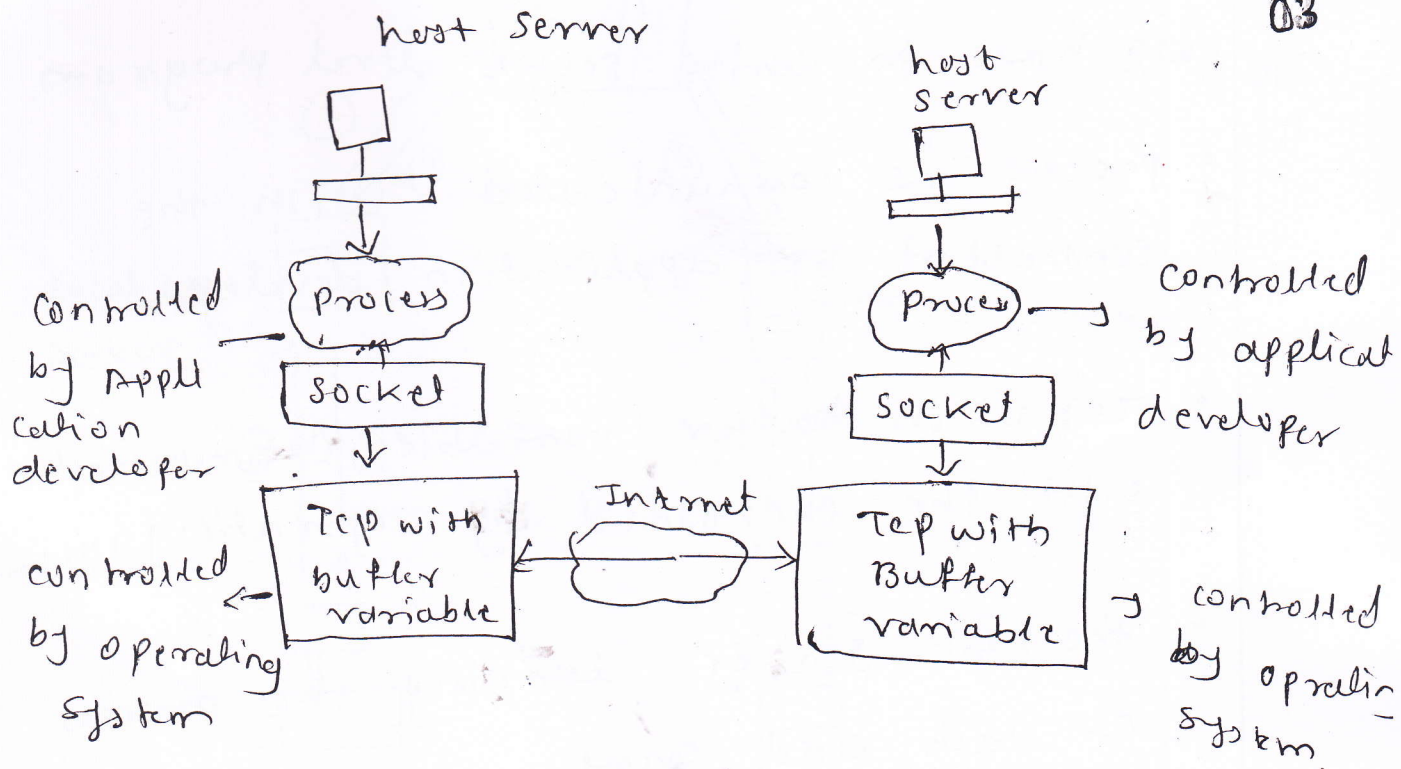 03
host server
host
server
process
controlled
by Appli
cation
developer
socket
proces
controlled
by applicat
developer
socket
TCP with
buffer
variable
Internet
TCP with
Buffer
variable
controlled
by operating
system
controlled
by opratin
system